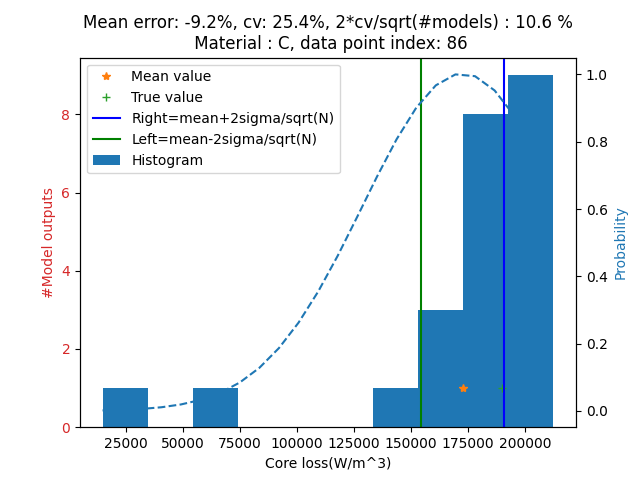 Mean error: -9.2%, cv: 25.4%, 2*cv/sqrt(#models) : 10.6 %
Material : C, data point index: 86
Mean value
True value
Right=mean+2sigma/sqrt(N)
Left=mean-2sigma/sqrt(N)
Histogram
#Model outputs
0
2
4
6
8
Probability
0.0
0.2
0.4
0.6
0.8
1.0
25000 50000 75000 100000 125000 150000 175000 200000
Core loss(W/m^3)